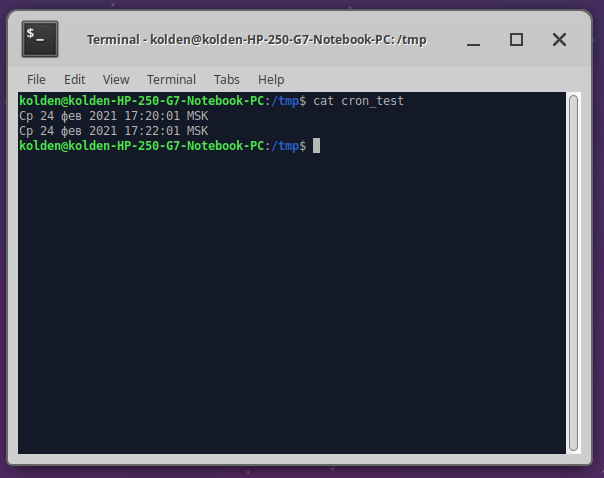 $_
Terminal - kolden@kolden-HP-250-G7-Notebook-PC: /tmp
File Edit View Terminal Tabs Help
kolden@kolden-HP-250-G7-Notebook-PC:/tmp$ cat cron_test
Ср 24 фев 2021 17:20:01 MSK
Ср 24 фев 2021 17:22:01 MSK
kolden@kolden-HP-250-G7-Notebook-PC:/tmp$